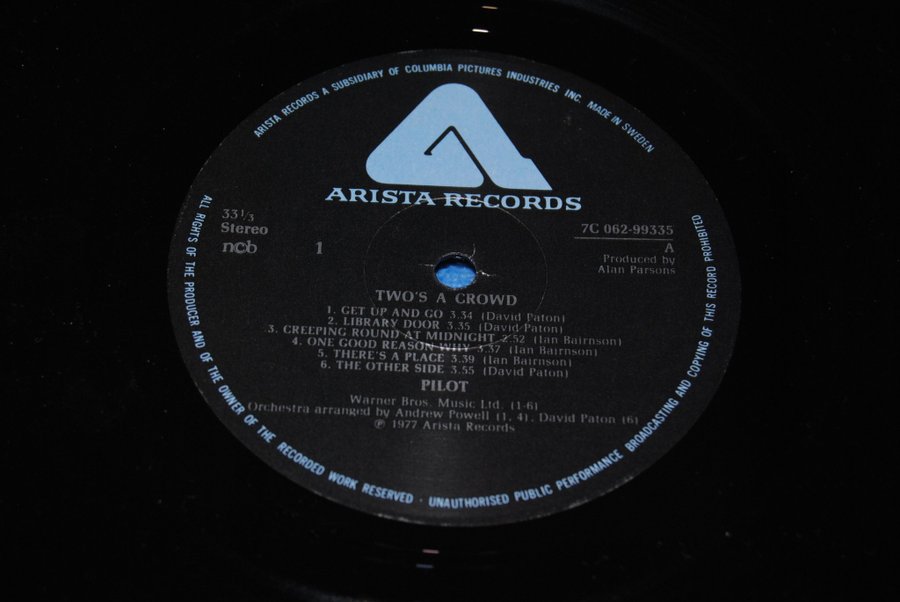 ARISTA RECORDS A SUBSIDIARY OF COLUMBIA PICTURES INDUSTRIES INC. MADE IN SWEDEN
ARISTA RECORDS
33 1/3
Stereo
ncb
1
7C 062-99335
A
Produced by
Alan Parsons
TWO'S A CROWD
1. GET UP AND GO 3.34 (David Paton)
2. LIBRARY DOOR 3.35 (David Paton)
3. CREEPING ROUND AT MIDNIGHT 2.52 (Ian Bairnson)
4. ONE GOOD REASON WHY 3.37 (Ian Bairnson)
5. THERE'S A PLACE 3.39 (Ian Bairnson)
6. THE OTHER SIDE 3.55 (David Paton)
PILOT
Warner Bros. Music Ltd. (1-6)
Orchestra arranged by Andrew Powell (1, 4), David Paton (6)
℗ 1977 Arista Records
ALL RIGHTS OF THE PRODUCER AND OF THE OWNER OF THE RECORDED WORK RESERVED · UNAUTHORISED PUBLIC PERFORMANCE BROADCASTING AND COPYING OF THIS RECORD PROHIBITED